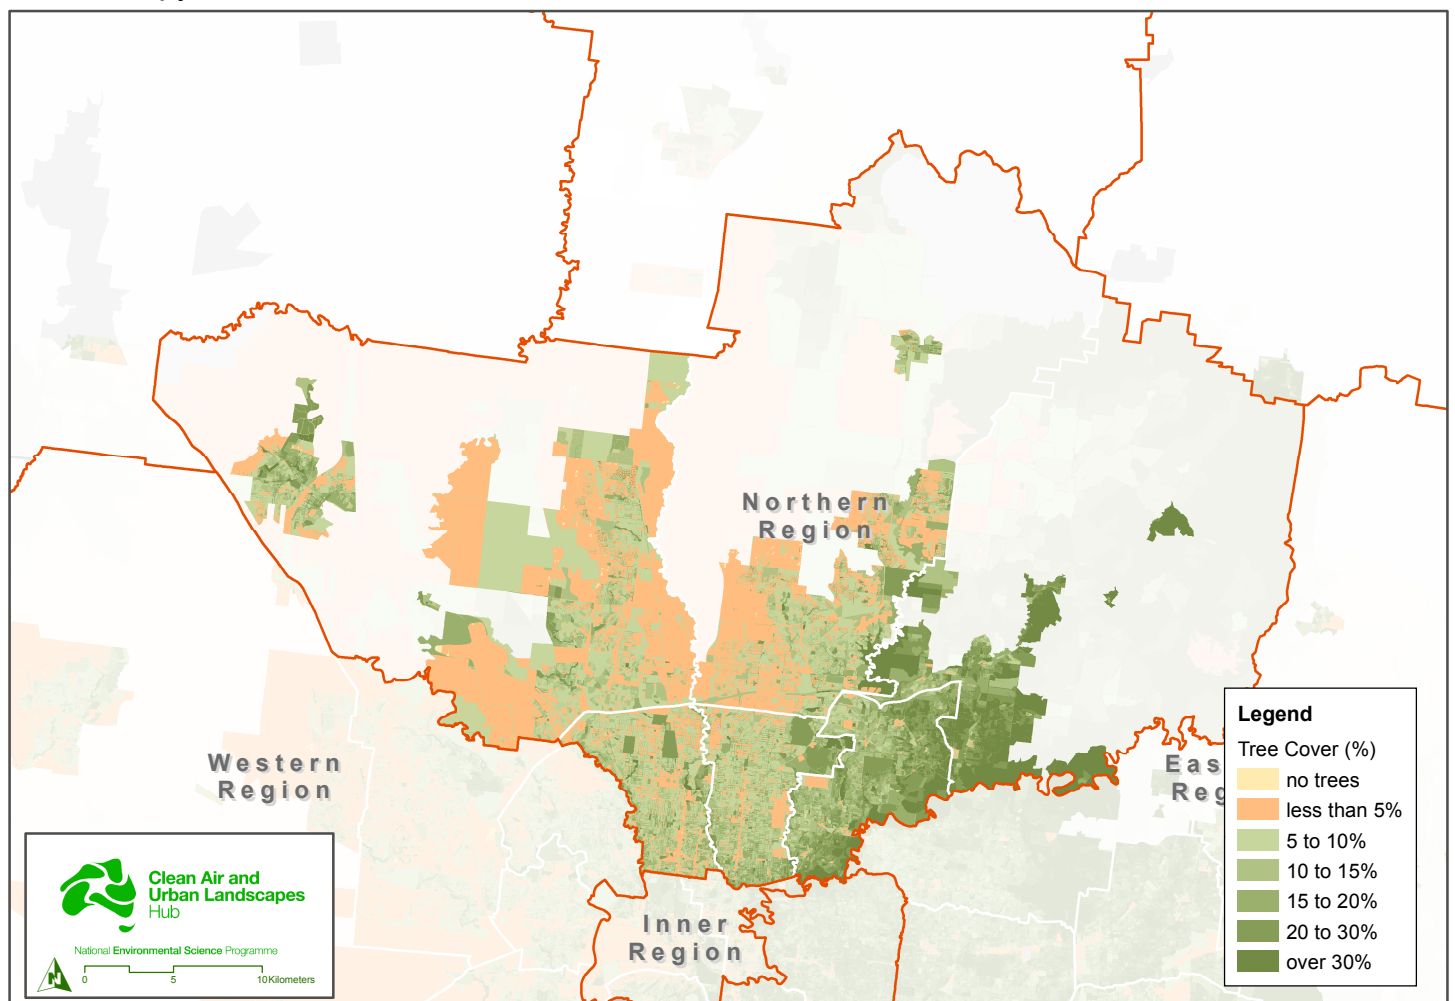 Northern
Region
Western
Region
Eas
Reg
Inner
Region
Legend
Tree Cover (%)
no trees
less than 5%
5 to 10%
10 to 15%
15 to 20%
20 to 30%
over 30%
Clean Air and
Urban Landscapes
Hub
National Environmental Science Programme
N
0 5 10 Kilometers